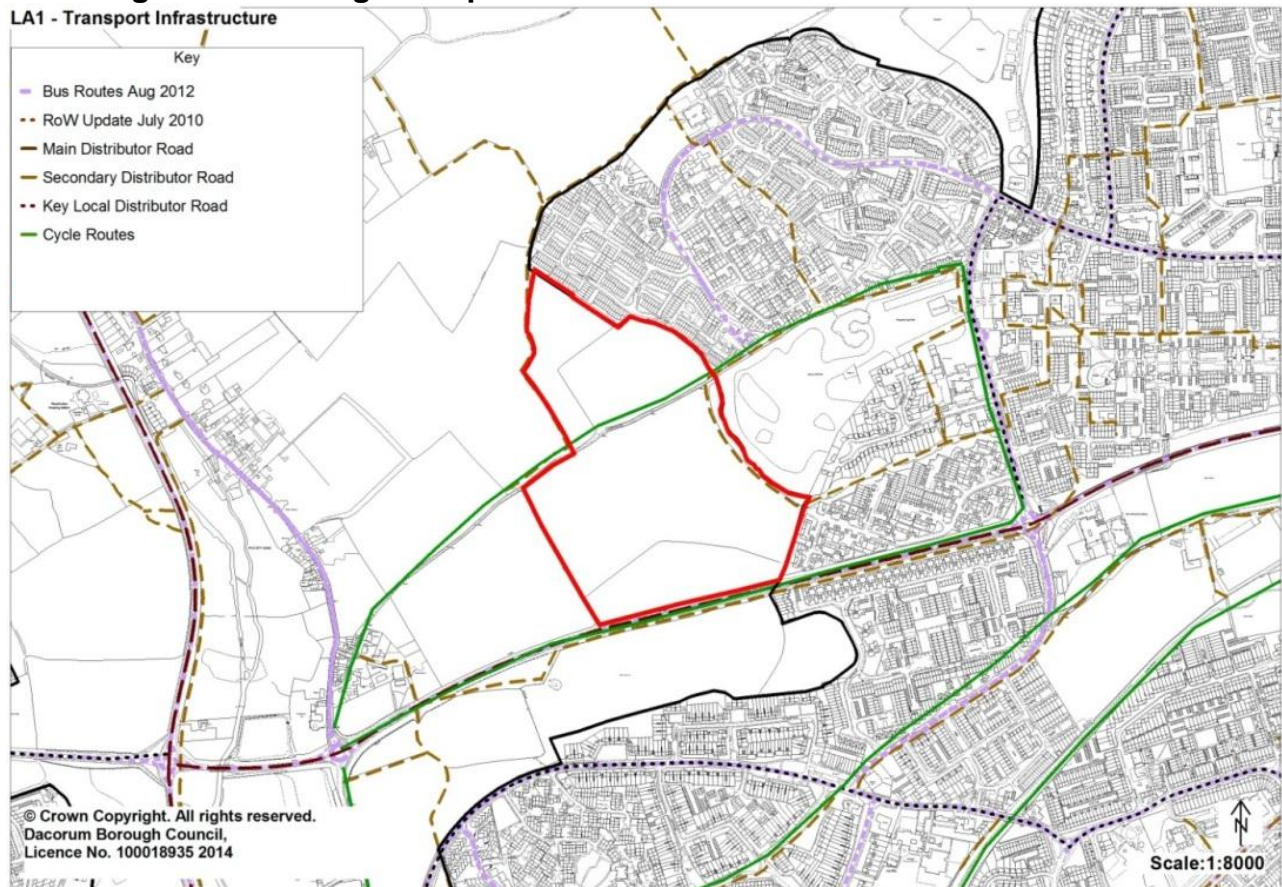 LA1 - Transport Infrastructure
Key
Bus Routes Aug 2012
RoW Update July 2010
Main Distributor Road
Secondary Distributor Road
Key Local Distributor Road
Cycle Routes
© Crown Copyright. All rights reserved.
Dacorum Borough Council,
Licence No. 100018935 2014
N
Scale:1:8000